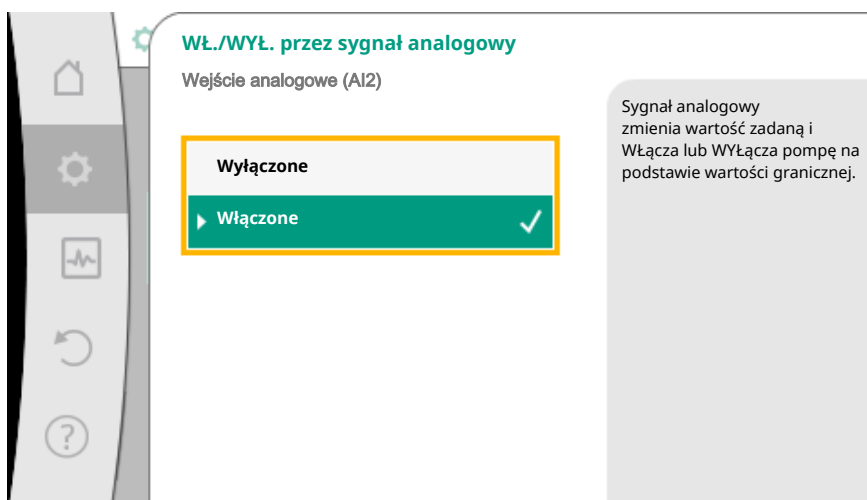 WŁ./WYŁ. przez sygnał analogowy
Wejście analogowe (AI2)
Wyłączone
Włączone
Sygnał analogowy
zmienia wartość zadaną i
WŁącza lub WYŁącza pompę na
podstawie wartości granicznej.